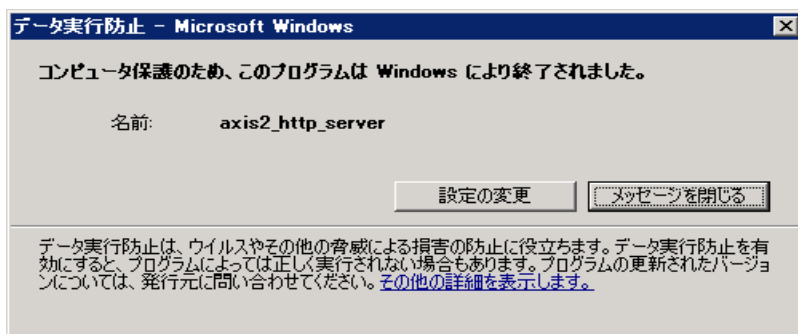 データ実行防止 - Microsoft Windows
コンピュータ保護のため、このプログラムは Windows により終了されました。
名前: axis2_http_server
設定の変更 メッセージを閉じる
データ実行防止は、ウイルスやその他の脅威による損害の防止に役立ちます。データ実行防止を有
効にすると、プログラムによっては正しく実行されない場合もあります。プログラムの更新されたバージョ
ンについては、発行元に問い合わせてください。その他の詳細を表示します。